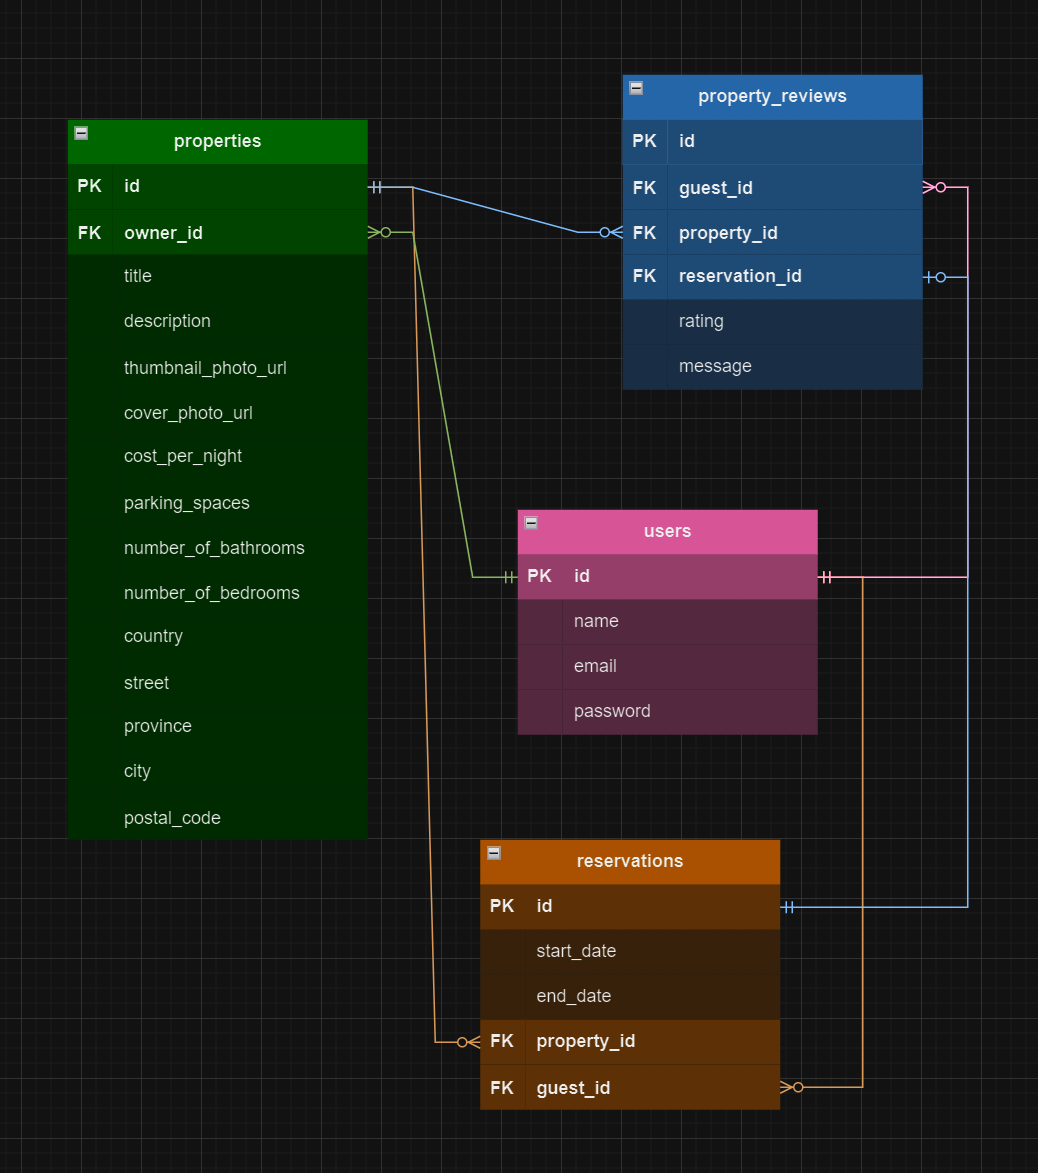 properties
PK id
FK owner_id
title
description
thumbnail_photo_url
cover_photo_url
cost_per_night
parking_spaces
number_of_bathrooms
number_of_bedrooms
country
street
province
city
postal_code
property_reviews
PK id
FK guest_id
FK property_id
FK reservation_id
rating
message
users
PK id
name
email
password
reservations
PK id
start_date
end_date
FK property_id
FK guest_id